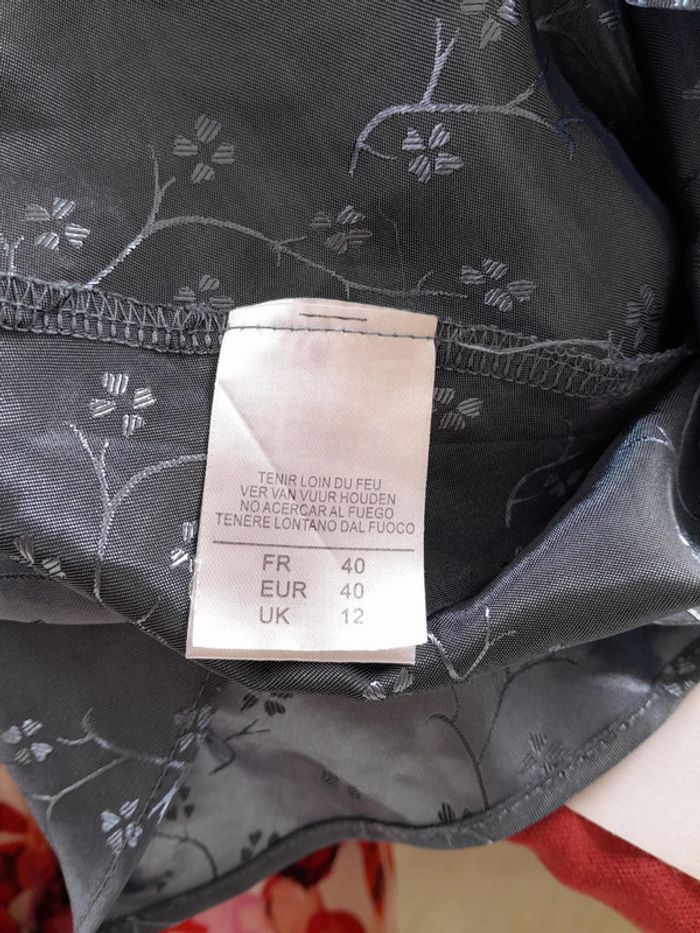 TENIR LOIN DU FEU
VER VAN VUUR HOUDEN
NO ACERCAR AL FUEGO
TENERE LONTANO DAL FUOCO
FR 40
EUR 40
UK 12